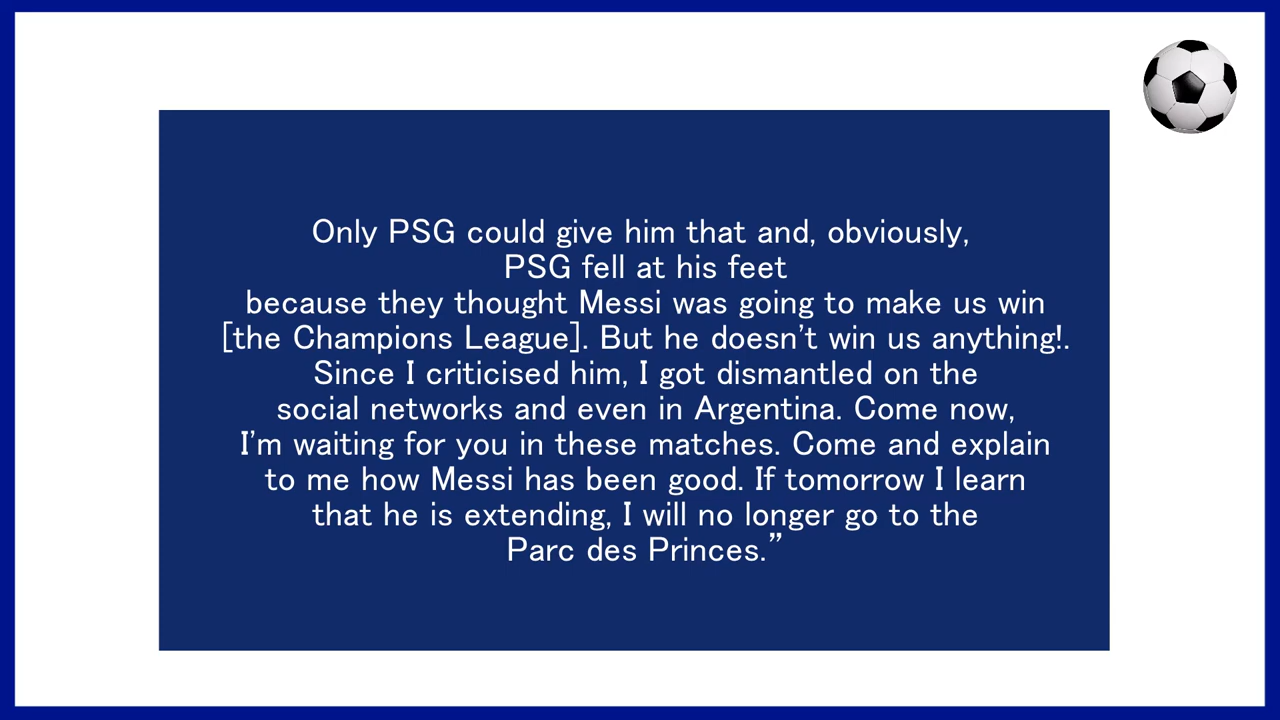 Only PSG could give him that and, obviously,
PSG fell at his feet
because they thought Messi was going to make us win
[the Champions League]. But he doesn’t win us anything!.
Since I criticised him, I got dismantled on the
social networks and even in Argentina. Come now,
I’m waiting for you in these matches. Come and explain
to me how Messi has been good. If tomorrow I learn
that he is extending, I will no longer go to the
Parc des Princes.”